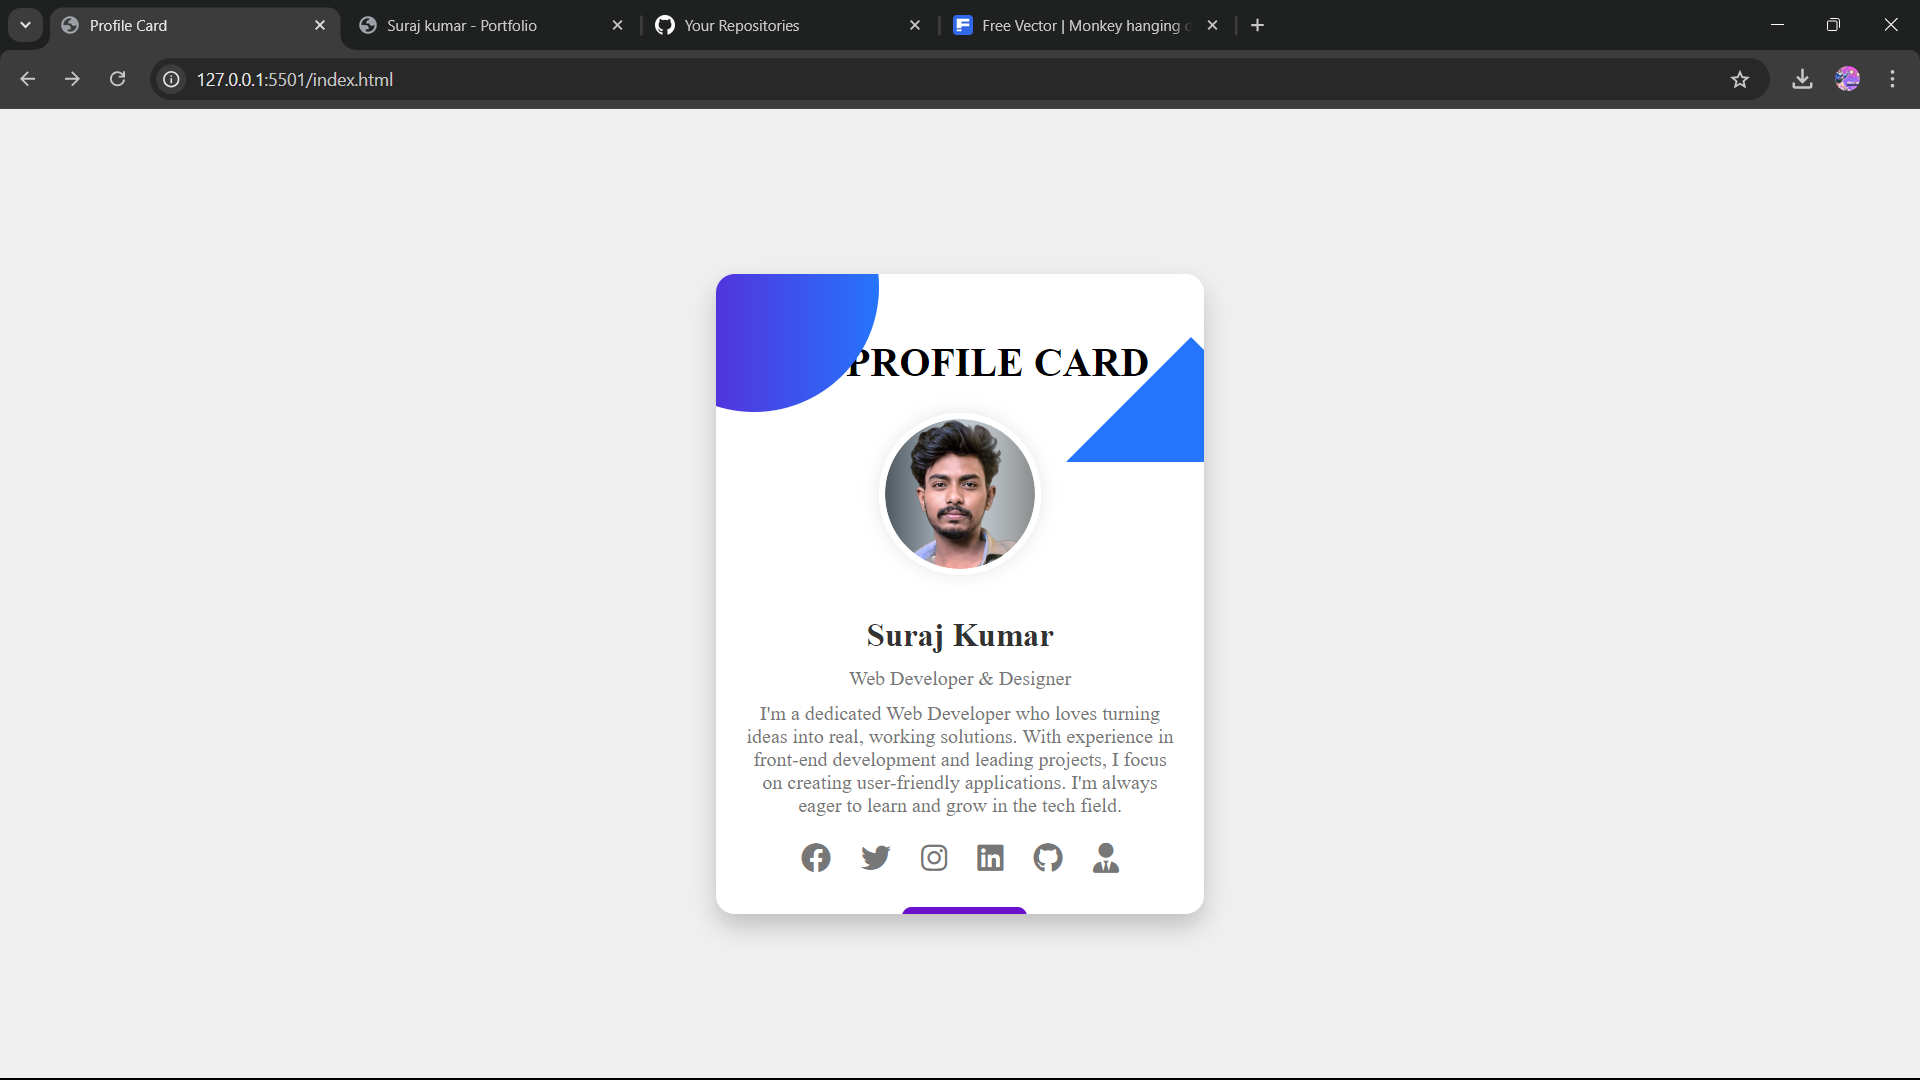 Profile Card
Suraj kumar - Portfolio
Your Repositories
Free Vector | Monkey hanging
127.0.0.1:5501/index.html
PROFILE CARD
Suraj Kumar
Web Developer & Designer
I'm a dedicated Web Developer who loves turning
ideas into real, working solutions. With experience in
front-end development and leading projects, I focus
on creating user-friendly applications. I'm always
eager to learn and grow in the tech field.